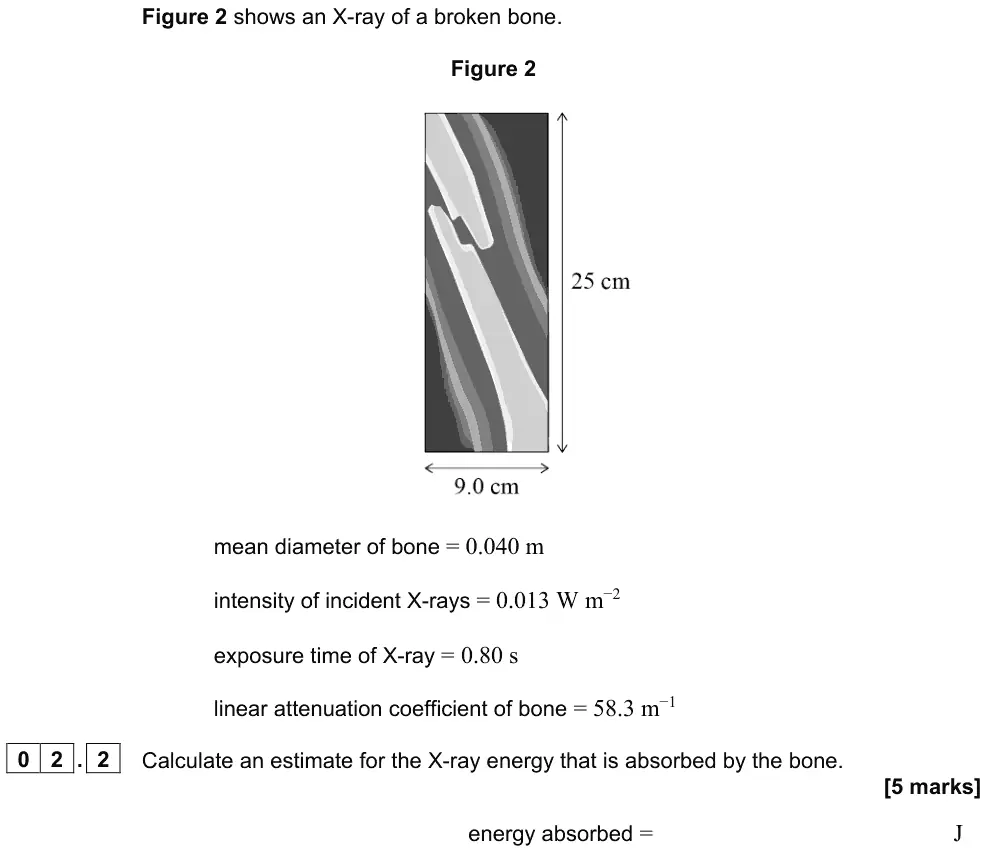 Figure 2 shows an X-ray of a broken bone.
Figure 2
25 cm
9.0 cm
mean diameter of bone = 0.040 m
intensity of incident X-rays = 0.013 W m⁻²
exposure time of X-ray = 0.80 s
linear attenuation coefficient of bone = 58.3 m⁻¹
0 2 . 2 Calculate an estimate for the X-ray energy that is absorbed by the bone.
[5 marks]
energy absorbed = J